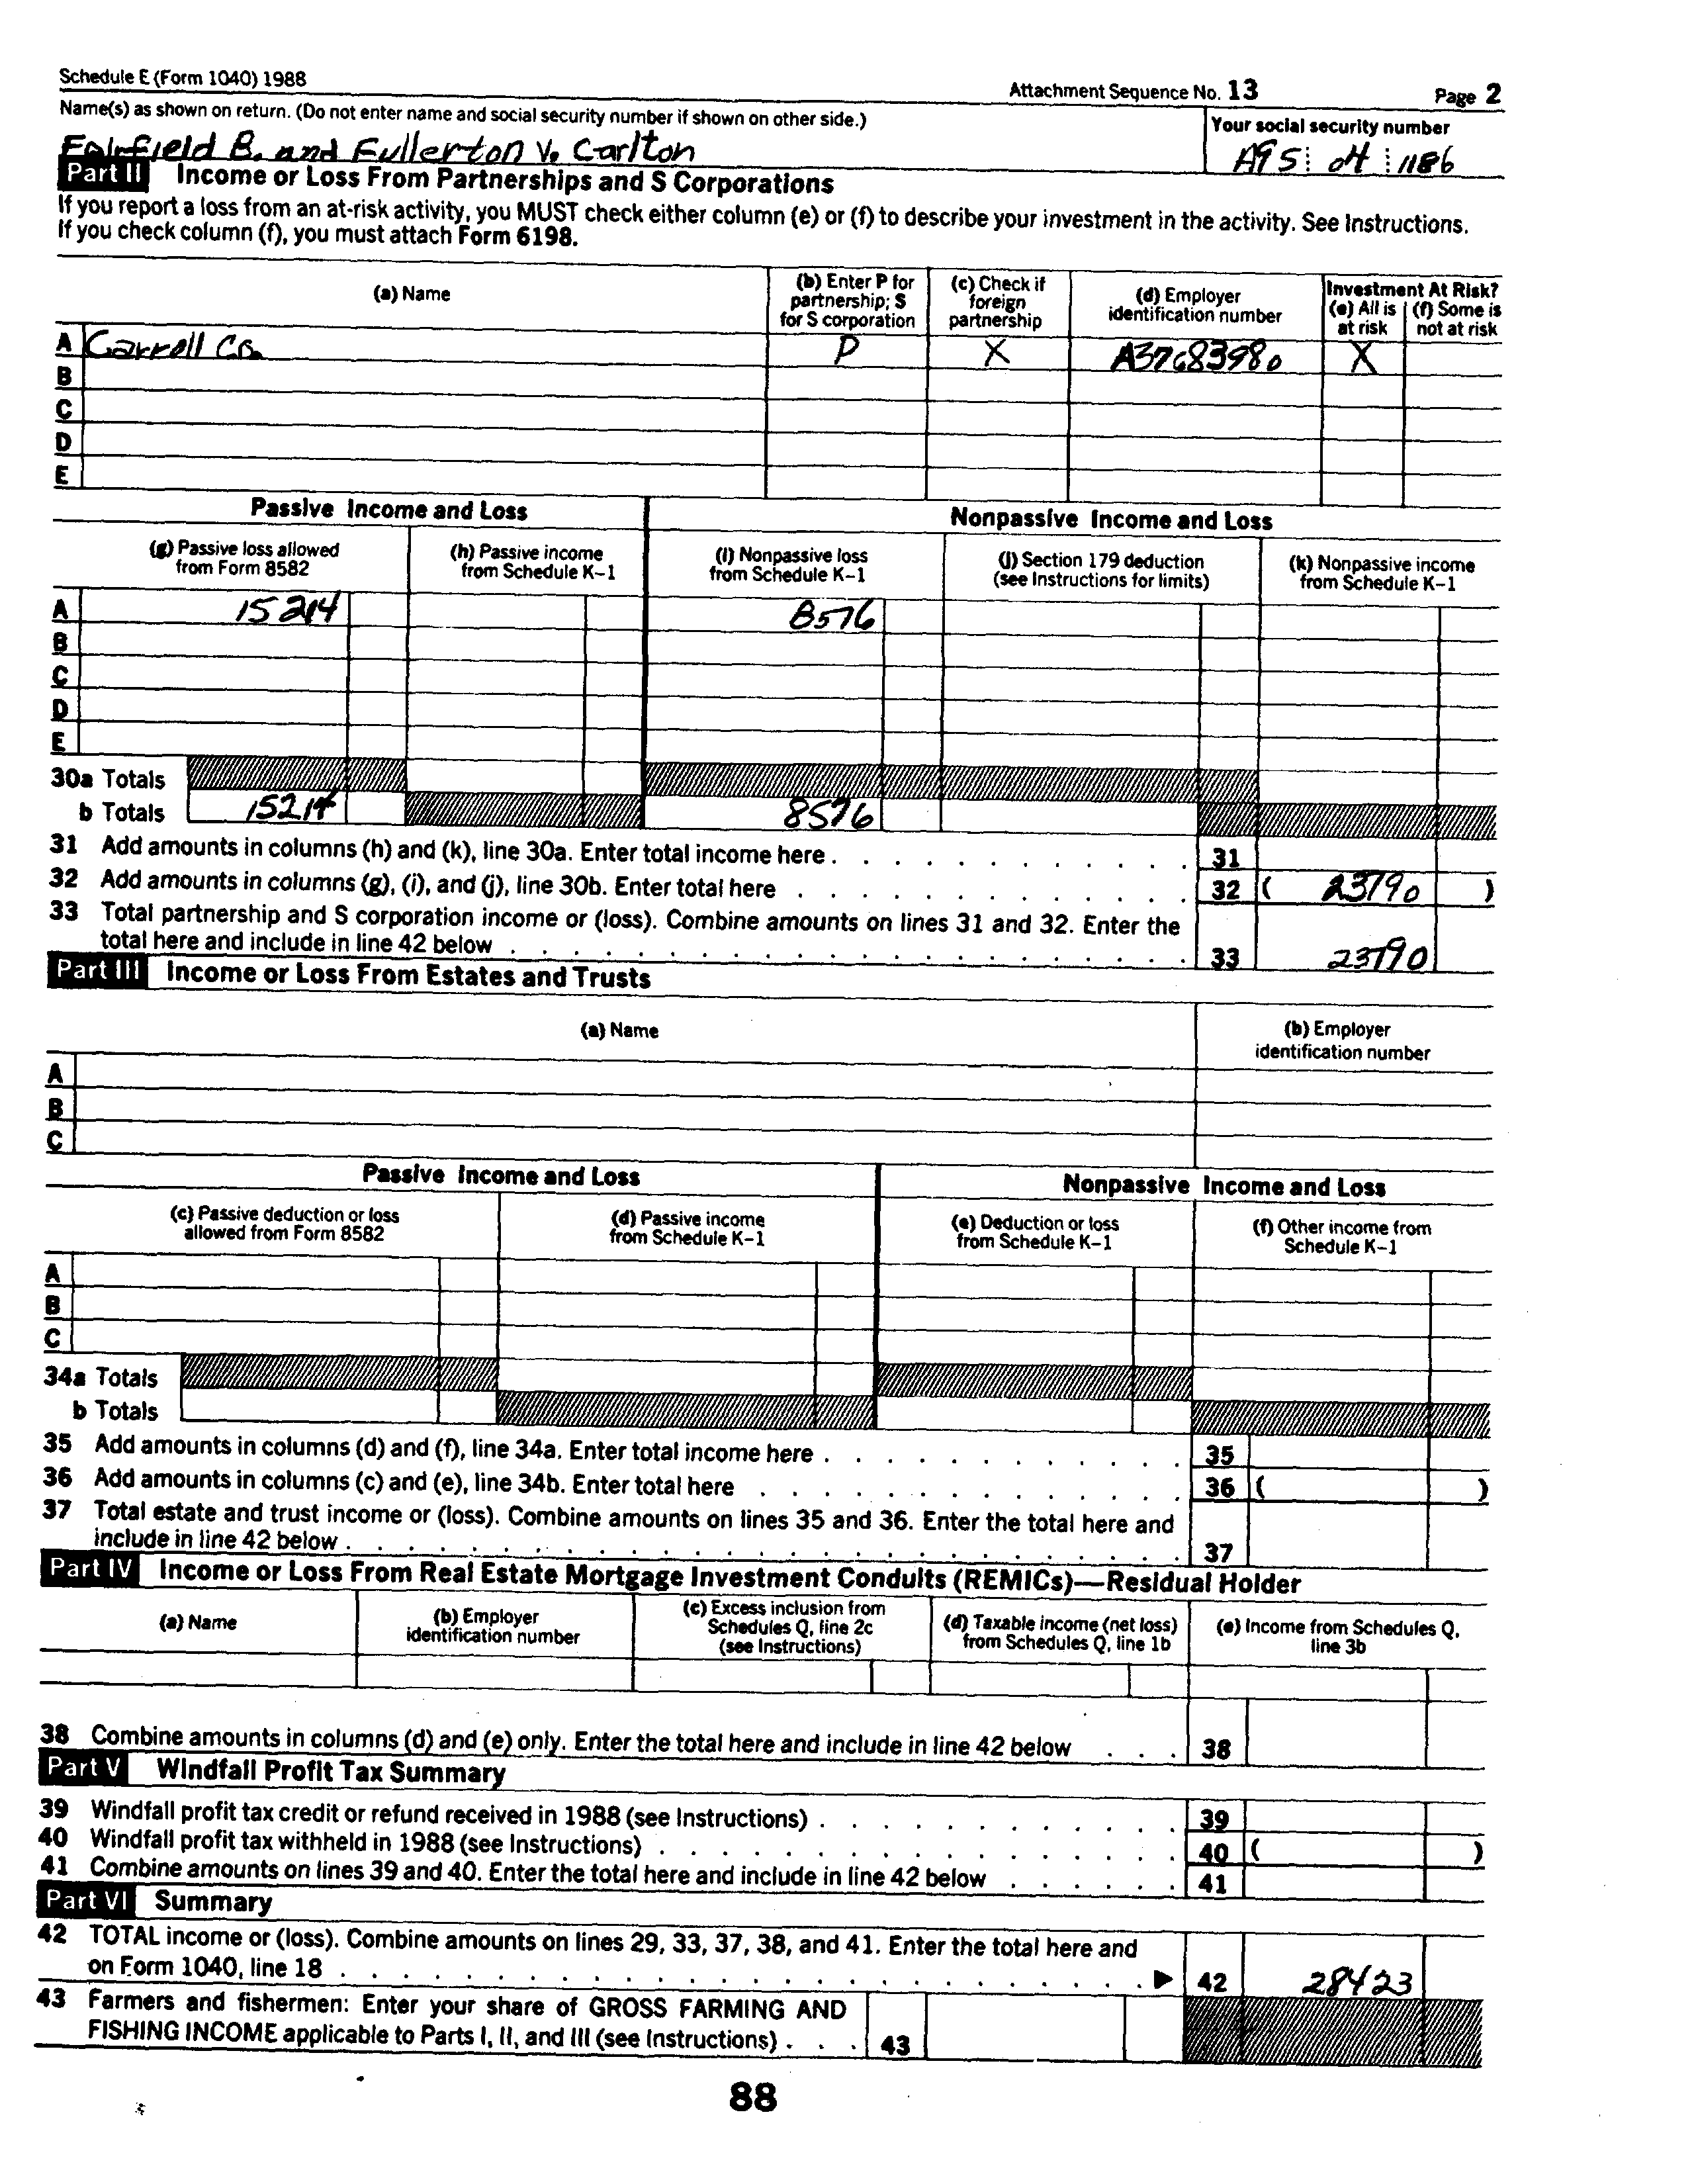 Schedule E (Form 1040) 1988 Attachment Sequence No. 13 Page 2
Name(s) as shown on return. (Do not enter name and social security number if shown on other side.) Your social security number
Fairfield B. and Fullerton V. Carlton A95 04 1186
Part II Income or Loss From Partnerships and S Corporations
If you report a loss from an at-risk activity, you MUST check either column (e) or (f) to describe your investment in the activity. See Instructions.
If you check column (f), you must attach Form 6198.
(a) Name
(b) Enter P for partnership; S for S corporation
(c) Check if foreign partnership
(d) Employer identification number
Investment At Risk?
(e) All is at risk
(f) Some is not at risk
A Carroll Co. P X A37683980 X
B
C
D
E
Passive Income and Loss Nonpassive Income and Loss
(g) Passive loss allowed from Form 8582
(h) Passive income from Schedule K-1
(i) Nonpassive loss from Schedule K-1
(j) Section 179 deduction (see Instructions for limits)
(k) Nonpassive income from Schedule K-1
A 15214 8576
B
C
D
E
30a Totals
b Totals 15214 8576
31 Add amounts in columns (h) and (k), line 30a. Enter total income here . 31
32 Add amounts in columns (g), (i), and (j), line 30b. Enter total here 32 ( 23790 )
33 Total partnership and S corporation income or (loss). Combine amounts on lines 31 and 32. Enter the
total here and include in line 42 below 33 23790
Part III Income or Loss From Estates and Trusts
(a) Name
(b) Employer identification number
A
B
C
Passive Income and Loss Nonpassive Income and Loss
(c) Passive deduction or loss allowed from Form 8582
(d) Passive income from Schedule K-1
(e) Deduction or loss from Schedule K-1
(f) Other income from Schedule K-1
A
B
C
34a Totals
b Totals
35 Add amounts in columns (d) and (f), line 34a. Enter total income here . 35
36 Add amounts in columns (c) and (e), line 34b. Enter total here 36 ( )
37 Total estate and trust income or (loss). Combine amounts on lines 35 and 36. Enter the total here and
include in line 42 below . 37
Part IV Income or Loss From Real Estate Mortgage Investment Conduits (REMICs)—Residual Holder
(a) Name
(b) Employer identification number
(c) Excess inclusion from Schedules Q, line 2c (see Instructions)
(d) Taxable income (net loss) from Schedules Q, line 1b
(e) Income from Schedules Q, line 3b
38 Combine amounts in columns (d) and (e) only. Enter the total here and include in line 42 below 38
Part V Windfall Profit Tax Summary
39 Windfall profit tax credit or refund received in 1988 (see Instructions) . 39
40 Windfall profit tax withheld in 1988 (see Instructions) 40 ( )
41 Combine amounts on lines 39 and 40. Enter the total here and include in line 42 below 41
Part VI Summary
42 TOTAL income or (loss). Combine amounts on lines 29, 33, 37, 38, and 41. Enter the total here and
on Form 1040, line 18 ▶ 42 28423
43 Farmers and fishermen: Enter your share of GROSS FARMING AND
FISHING INCOME applicable to Parts I, II, and III (see Instructions) . 43
88